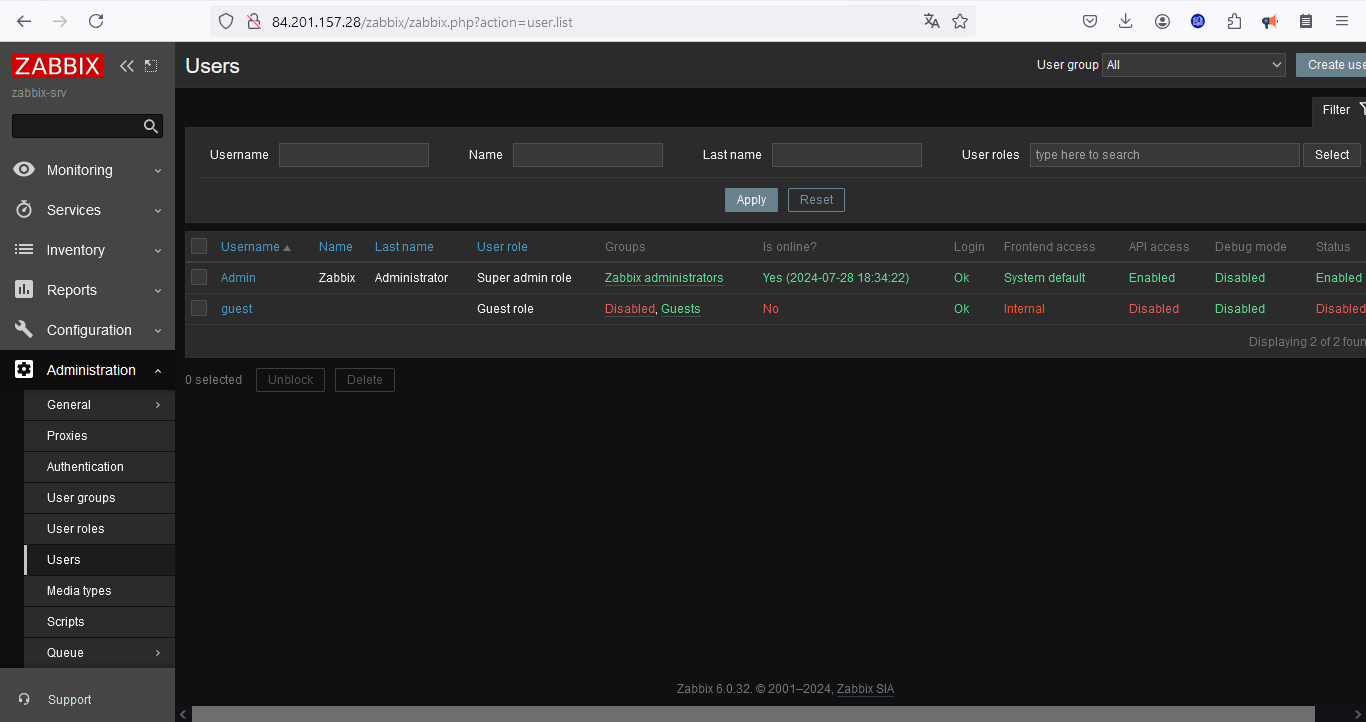 84.201.157.28/zabbix/zabbix.php?action=user.list
ZABBIX
zabbix-srv
Monitoring
Services
Inventory
Reports
Configuration
Administration
General
Proxies
Authentication
User groups
User roles
Users
Media types
Scripts
Queue
Support
Users
User group All
Create use
Filter
Username Name Last name User roles type here to search Select
Apply Reset
Username Name Last name User role Groups Is online? Login Frontend access API access Debug mode Status
Admin Zabbix Administrator Super admin role Zabbix administrators Yes (2024-07-28 18:34:22) Ok System default Enabled Disabled Enabled
guest Guest role Disabled, Guests No Ok Internal Disabled Disabled Disabled
Displaying 2 of 2 foun
0 selected Unblock Delete
Zabbix 6.0.32. © 2001–2024, Zabbix SIA